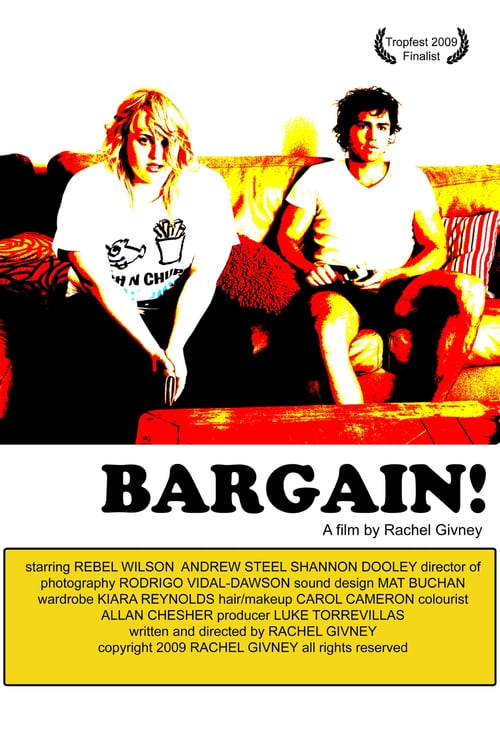 Tropfest 2009
Finalist
N CHUPS
BARGAIN!
A film by Rachel Givney
starring REBEL WILSON ANDREW STEEL SHANNON DOOLEY director of
photography RODRIGO VIDAL-DAWSON sound design MAT BUCHAN
wardrobe KIARA REYNOLDS hair/makeup CAROL CAMERON colourist
ALLAN CHESHER producer LUKE TORREVILLAS
written and directed by RACHEL GIVNEY
copyright 2009 RACHEL GIVNEY all rights reserved